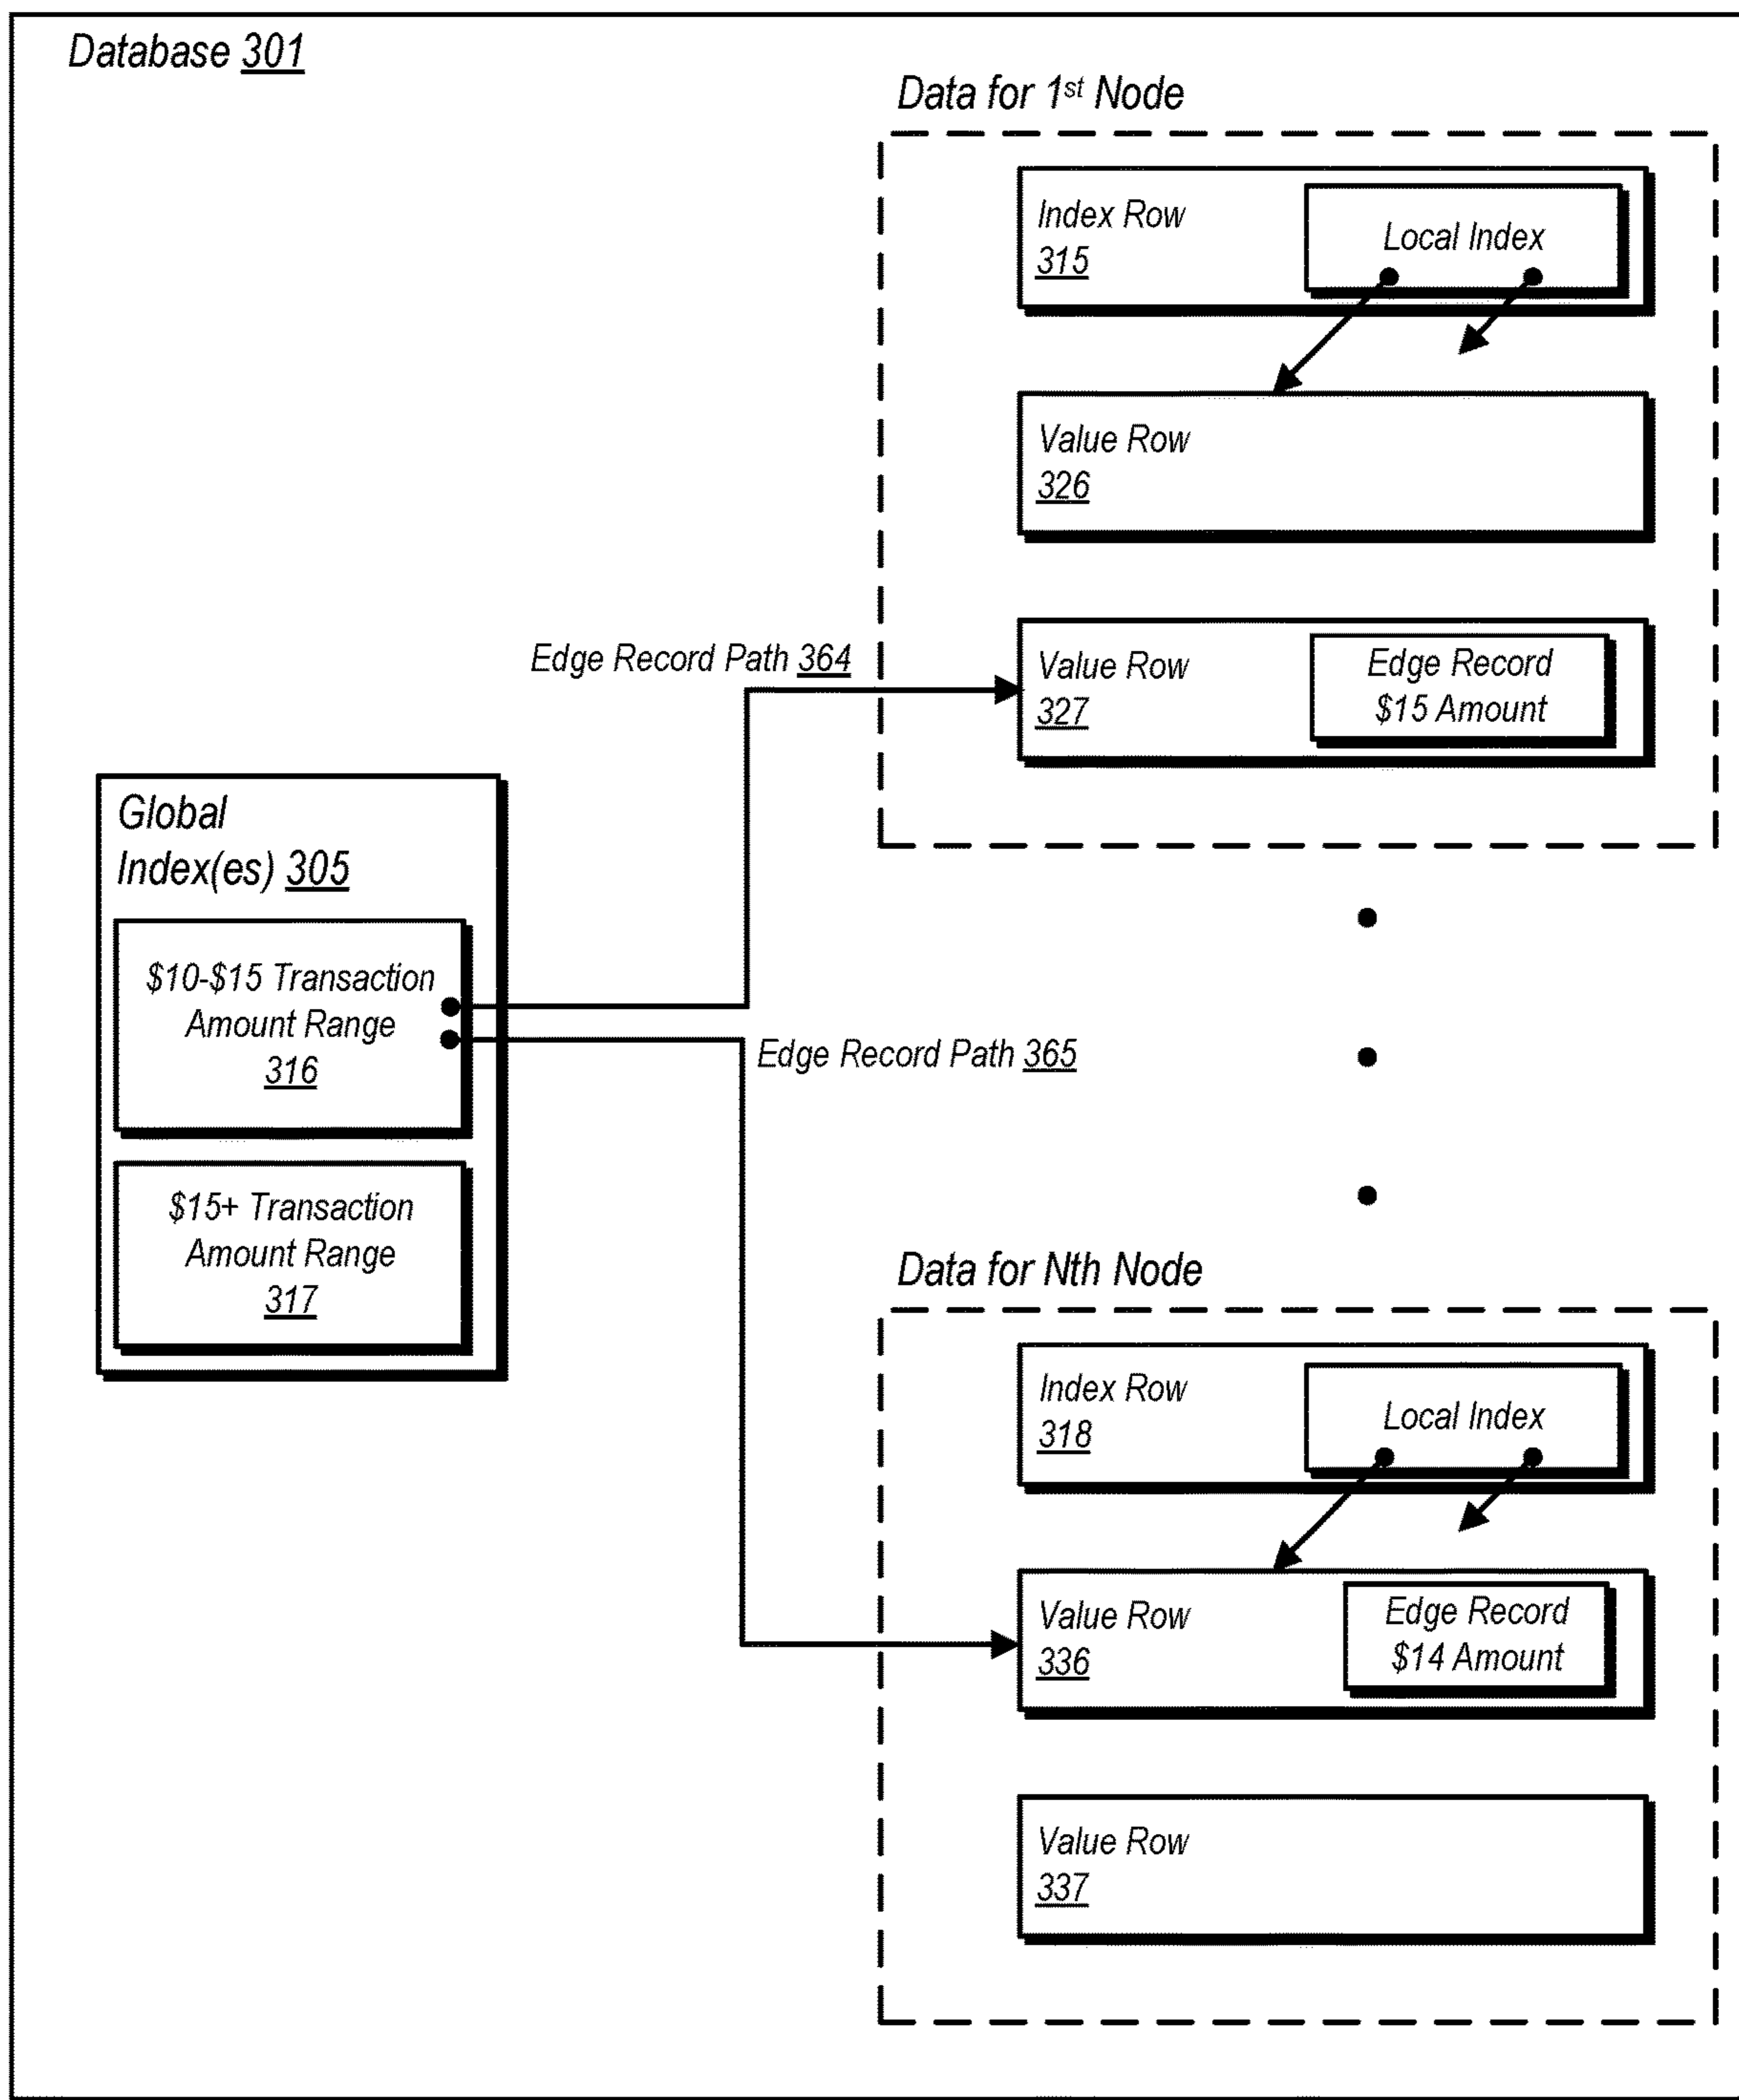 Database 301
Data for 1st Node
Index Row
315
Local Index
Value Row
326
Edge Record Path 364
Value Row
327
Edge Record
$15 Amount
Global
Index(es) 305
$10-$15 Transaction
Amount Range
316
Edge Record Path 365
$15+ Transaction
Amount Range
317
Data for Nth Node
Index Row
318
Local Index
Value Row
336
Edge Record
$14 Amount
Value Row
337